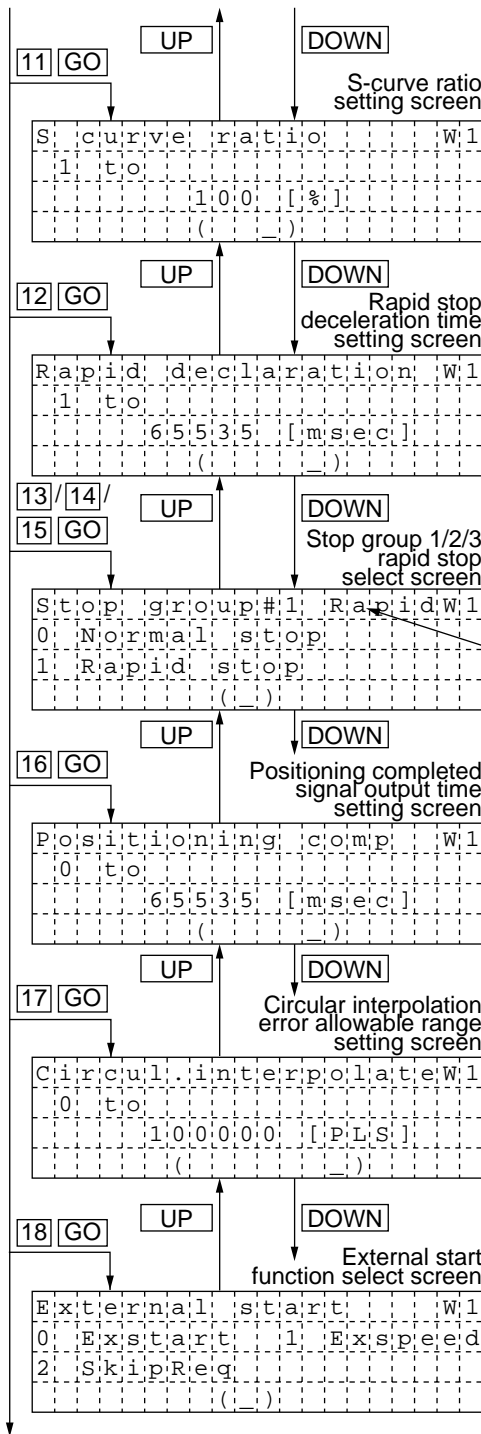 UP DOWN
11 GO
S-curve ratio
setting screen
S curve ratio W1
1 to
100 [%]
( _)
UP DOWN
12 GO
Rapid stop
deceleration time
setting screen
Rapid declaration W1
1 to
65535 [msec]
( _)
13 / 14 /
15 GO
UP DOWN
Stop group 1/2/3
rapid stop
select screen
Stop group#1 RapidW1
0 Normal stop
1 Rapid stop
(_)
UP DOWN
16 GO
Positioning completed
signal output time
setting screen
Positioning comp W1
0 to
65535 [msec]
( _)
UP DOWN
17 GO
Circular interpolation
error allowable range
setting screen
Circul.interpolateW1
0 to
100000 [PLS]
( _)
UP DOWN
18 GO
External start
function select screen
External start W1
0 Exstart 1 Exspeed
2 SkipReq
(_)